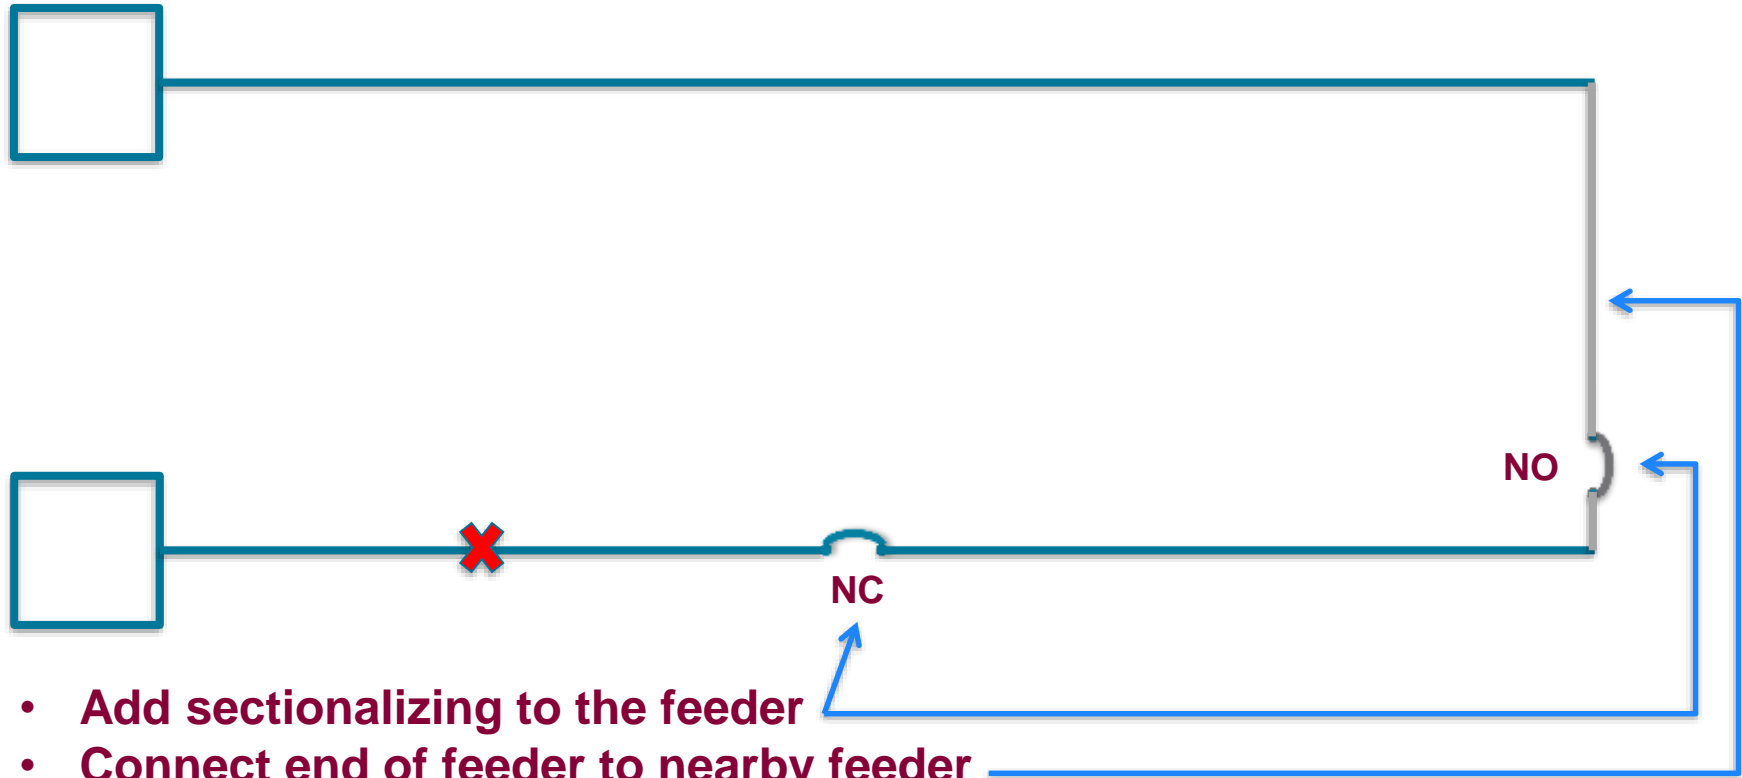 NO
NC
• Add sectionalizing to the feeder
• Connect end of feeder to nearby feeder